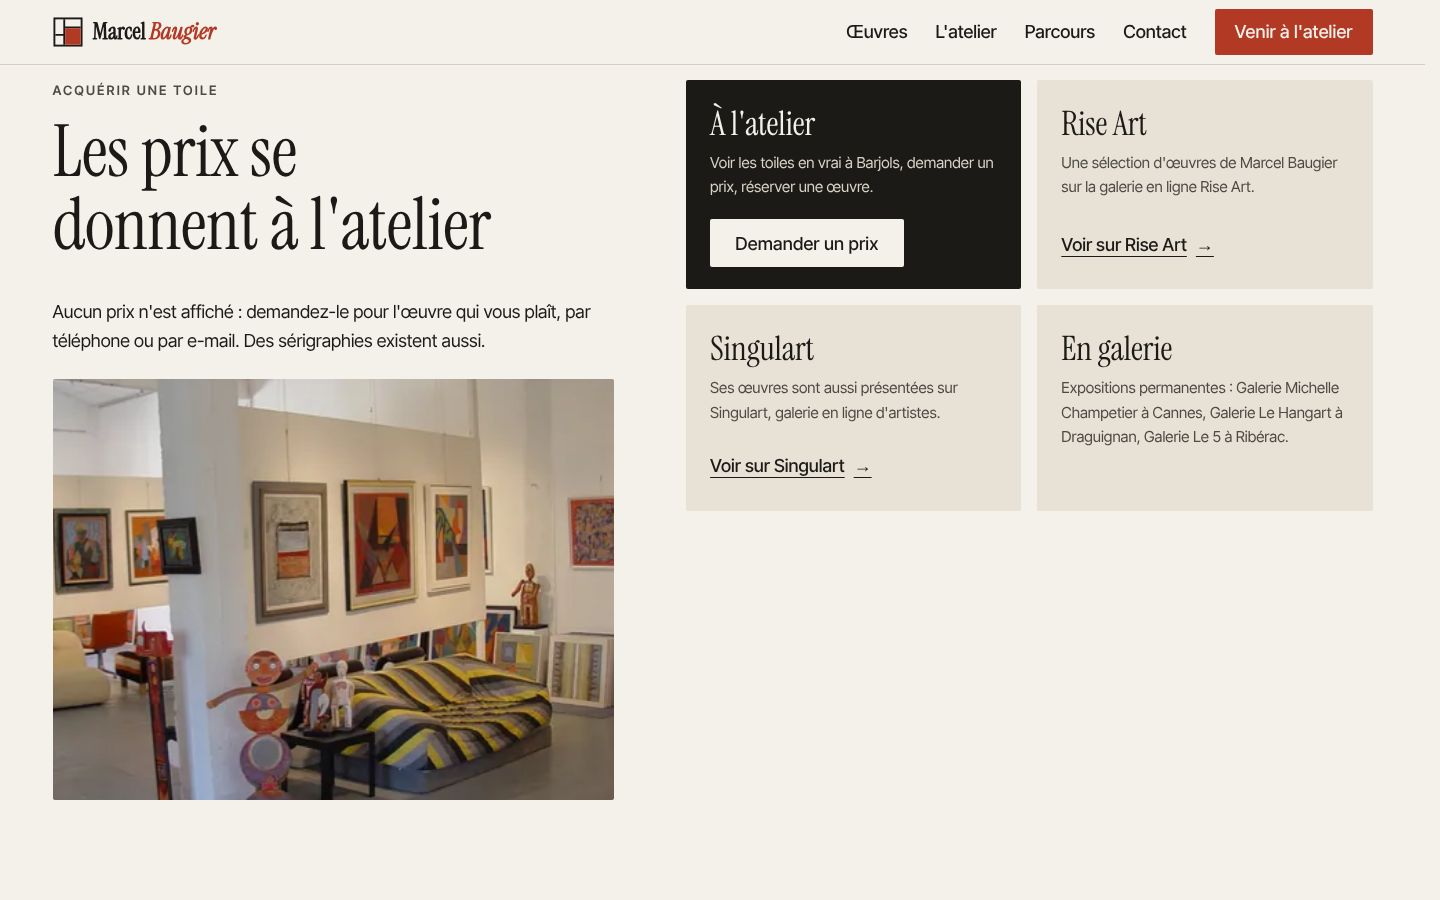 Marcel Baugier
Œuvres
L'atelier
Parcours
Contact
Venir à l'atelier
ACQUÉRIR UNE TOILE
Les prix se
donnent à l'atelier
Aucun prix n'est affiché : demandez-le pour l'œuvre qui vous plaît, par
téléphone ou par e-mail. Des sérigraphies existent aussi.
À l'atelier
Voir les toiles en vrai à Barjols, demander un
prix, réserver une œuvre.
Demander un prix
Rise Art
Une sélection d'œuvres de Marcel Baugier
sur la galerie en ligne Rise Art.
Voir sur Rise Art →
Singulart
Ses œuvres sont aussi présentées sur
Singulart, galerie en ligne d'artistes.
Voir sur Singulart →
En galerie
Expositions permanentes : Galerie Michelle
Champetier à Cannes, Galerie Le Hangart à
Draguignan, Galerie Le 5 à Ribérac.